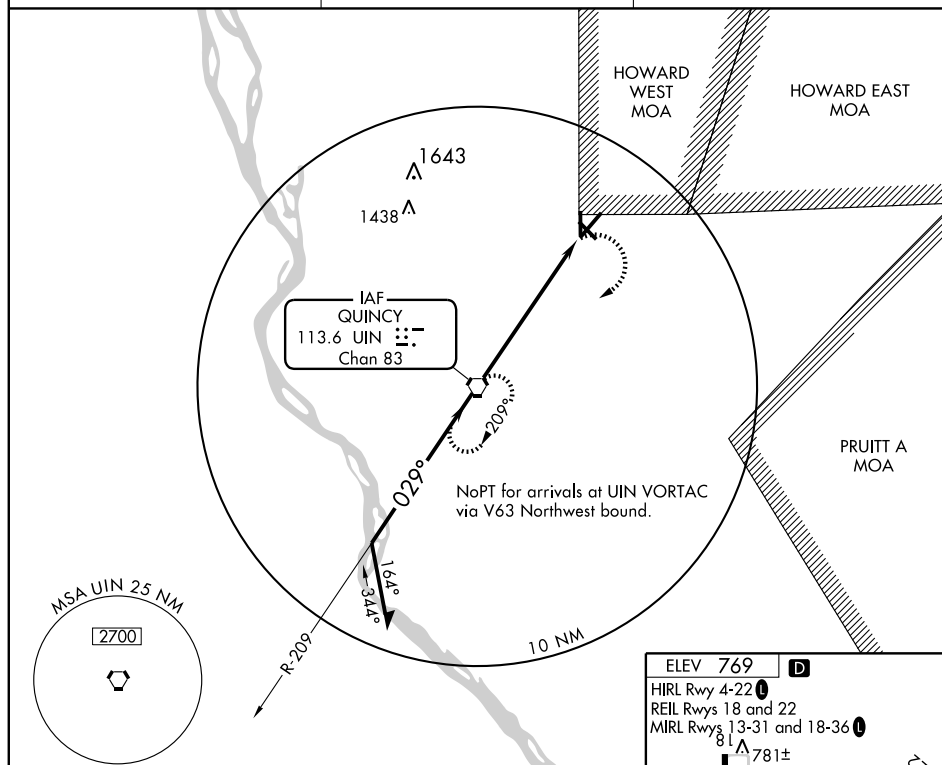 HOWARD
WEST
MOA
HOWARD EAST
MOA
1643
1438
IAF
QUINCY
113.6 UIN
Chan 83
209°
029°
PRUITT A
MOA
NoPT for arrivals at UIN VORTAC
via V63 Northwest bound.
164°
344°
MSA UIN 25 NM
2700
R-209
10 NM
ELEV 769 D
HIRL Rwy 4-22 L
REIL Rwys 18 and 22
MIRL Rwys 13-31 and 18-36 L
18
781±